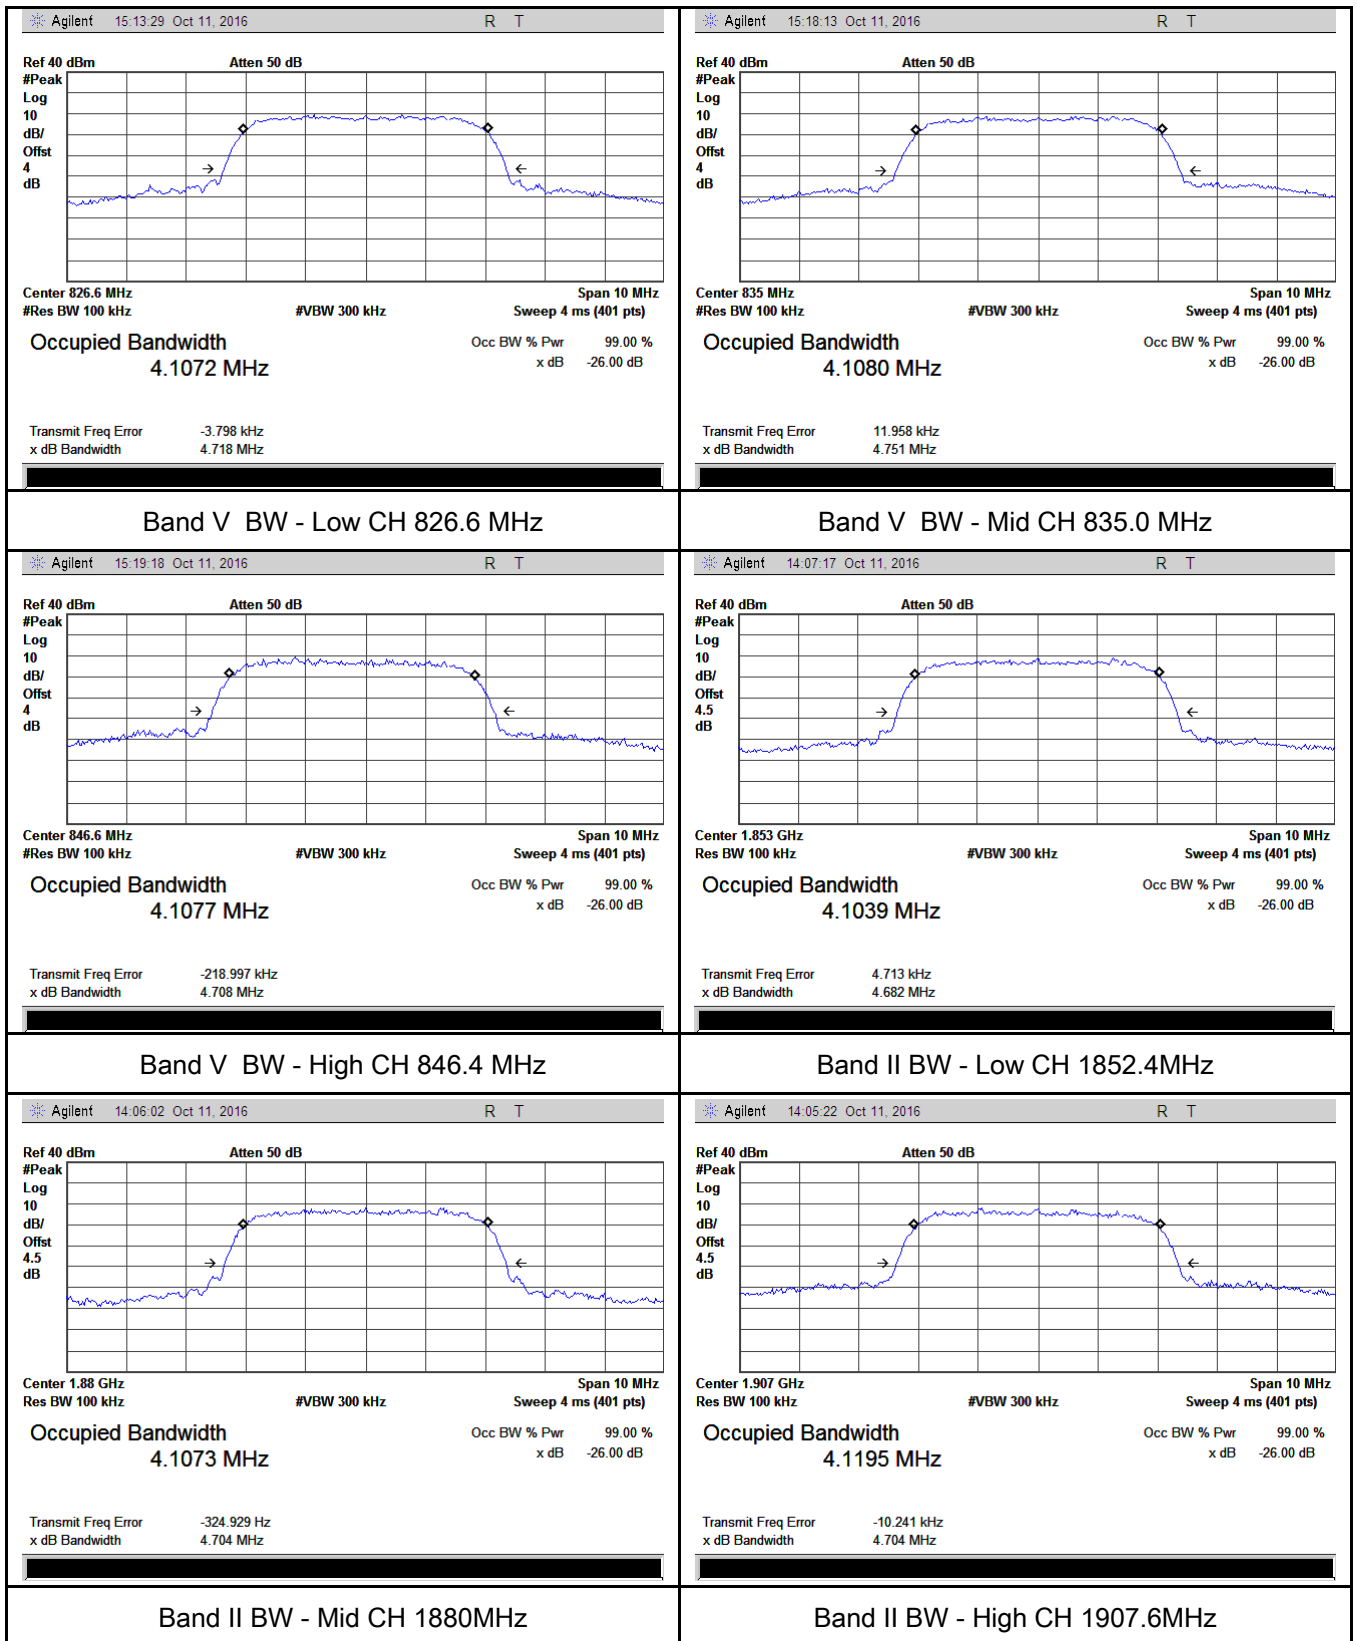 Agilent 15:13:29 Oct 11, 2016 R T
Ref 40 dBm Atten 50 dB
#Peak
Log
10
dB/
Offst
4
dB
Center 826.6 MHz Span 10 MHz
#Res BW 100 kHz #VBW 300 kHz Sweep 4 ms (401 pts)
Occupied Bandwidth Occ BW % Pwr 99.00 %
4.1072 MHz x dB -26.00 dB
Transmit Freq Error -3.798 kHz
x dB Bandwidth 4.718 MHz
Band V BW - Low CH 826.6 MHz
Agilent 15:18:13 Oct 11, 2016 R T
Ref 40 dBm Atten 50 dB
#Peak
Log
10
dB/
Offst
4
dB
Center 835 MHz Span 10 MHz
#Res BW 100 kHz #VBW 300 kHz Sweep 4 ms (401 pts)
Occupied Bandwidth Occ BW % Pwr 99.00 %
4.1080 MHz x dB -26.00 dB
Transmit Freq Error 11.958 kHz
x dB Bandwidth 4.751 MHz
Band V BW - Mid CH 835.0 MHz
Agilent 15:19:18 Oct 11, 2016 R T
Ref 40 dBm Atten 50 dB
#Peak
Log
10
dB/
Offst
4
dB
Center 846.6 MHz Span 10 MHz
#Res BW 100 kHz #VBW 300 kHz Sweep 4 ms (401 pts)
Occupied Bandwidth Occ BW % Pwr 99.00 %
4.1077 MHz x dB -26.00 dB
Transmit Freq Error -218.997 kHz
x dB Bandwidth 4.708 MHz
Band V BW - High CH 846.4 MHz
Agilent 14:07:17 Oct 11, 2016 R T
Ref 40 dBm Atten 50 dB
#Peak
Log
10
dB/
Offst
4.5
dB
Center 1.853 GHz Span 10 MHz
Res BW 100 kHz #VBW 300 kHz Sweep 4 ms (401 pts)
Occupied Bandwidth Occ BW % Pwr 99.00 %
4.1039 MHz x dB -26.00 dB
Transmit Freq Error 4.713 kHz
x dB Bandwidth 4.682 MHz
Band II BW - Low CH 1852.4MHz
Agilent 14:06:02 Oct 11, 2016 R T
Ref 40 dBm Atten 50 dB
#Peak
Log
10
dB/
Offst
4.5
dB
Center 1.88 GHz Span 10 MHz
Res BW 100 kHz #VBW 300 kHz Sweep 4 ms (401 pts)
Occupied Bandwidth Occ BW % Pwr 99.00 %
4.1073 MHz x dB -26.00 dB
Transmit Freq Error -324.929 Hz
x dB Bandwidth 4.704 MHz
Band II BW - Mid CH 1880MHz
Agilent 14:05:22 Oct 11, 2016 R T
Ref 40 dBm Atten 50 dB
#Peak
Log
10
dB/
Offst
4.5
dB
Center 1.907 GHz Span 10 MHz
Res BW 100 kHz #VBW 300 kHz Sweep 4 ms (401 pts)
Occupied Bandwidth Occ BW % Pwr 99.00 %
4.1195 MHz x dB -26.00 dB
Transmit Freq Error -10.241 kHz
x dB Bandwidth 4.704 MHz
Band II BW - High CH 1907.6MHz